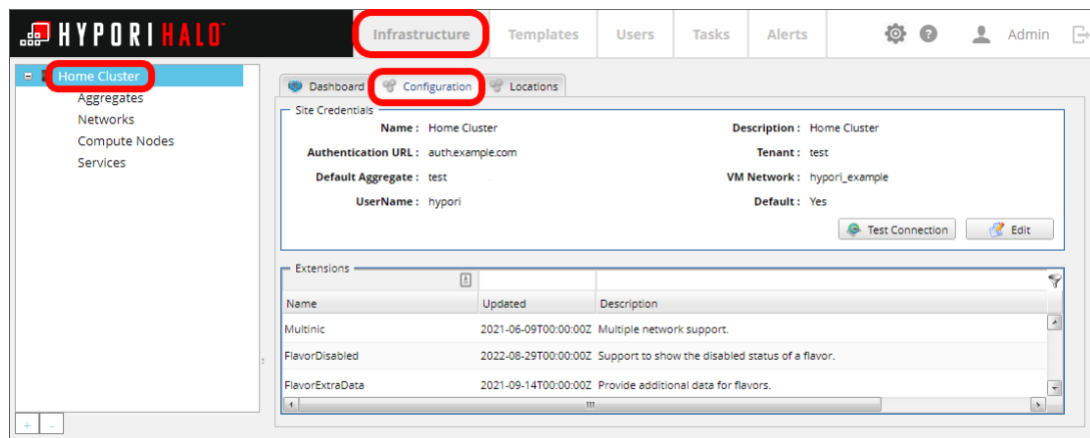 HYPORI HALO
Infrastructure Templates Users Tasks Alerts Admin
Home Cluster
Aggregates
Networks
Compute Nodes
Services
Dashboard Configuration Locations
Site Credentials
Name : Home Cluster Description : Home Cluster
Authentication URL : auth.example.com Tenant : test
Default Aggregate : test VM Network : hypori_example
UserName : hypori Default : Yes
Test Connection Edit
Extensions
Name Updated Description
Multinic 2021-06-09T00:00:00Z Multiple network support.
FlavorDisabled 2022-08-29T00:00:00Z Support to show the disabled status of a flavor.
FlavorExtraData 2021-09-14T00:00:00Z Provide additional data for flavors.